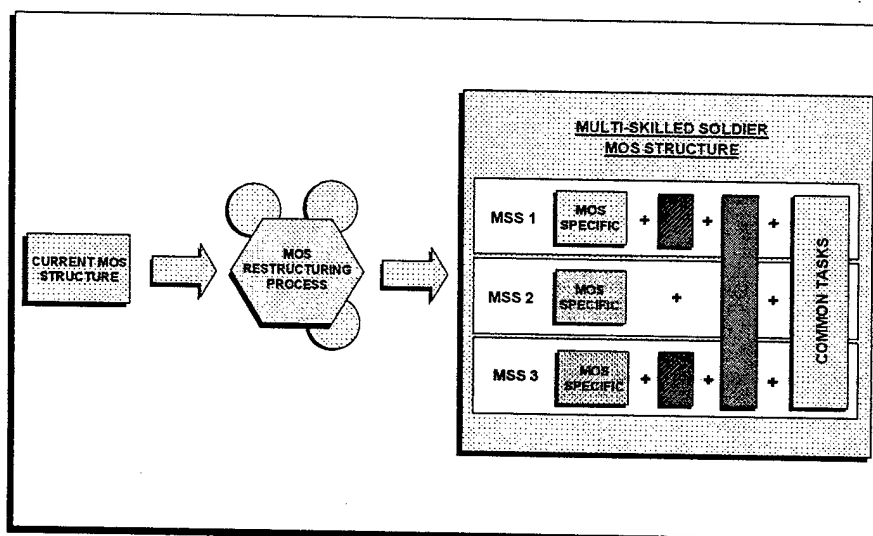 MULTI-SKILLED SOLDIER
MOS STRUCTURE
CURRENT MOS
STRUCTURE
MOS
RESTRUCTURING
PROCESS
MSS 1
MOS
SPECIFIC
+
+
+
MSS 2
MOS
SPECIFIC
+
+
MSS 3
MOS
SPECIFIC
+
+
+
COMMON TASKS